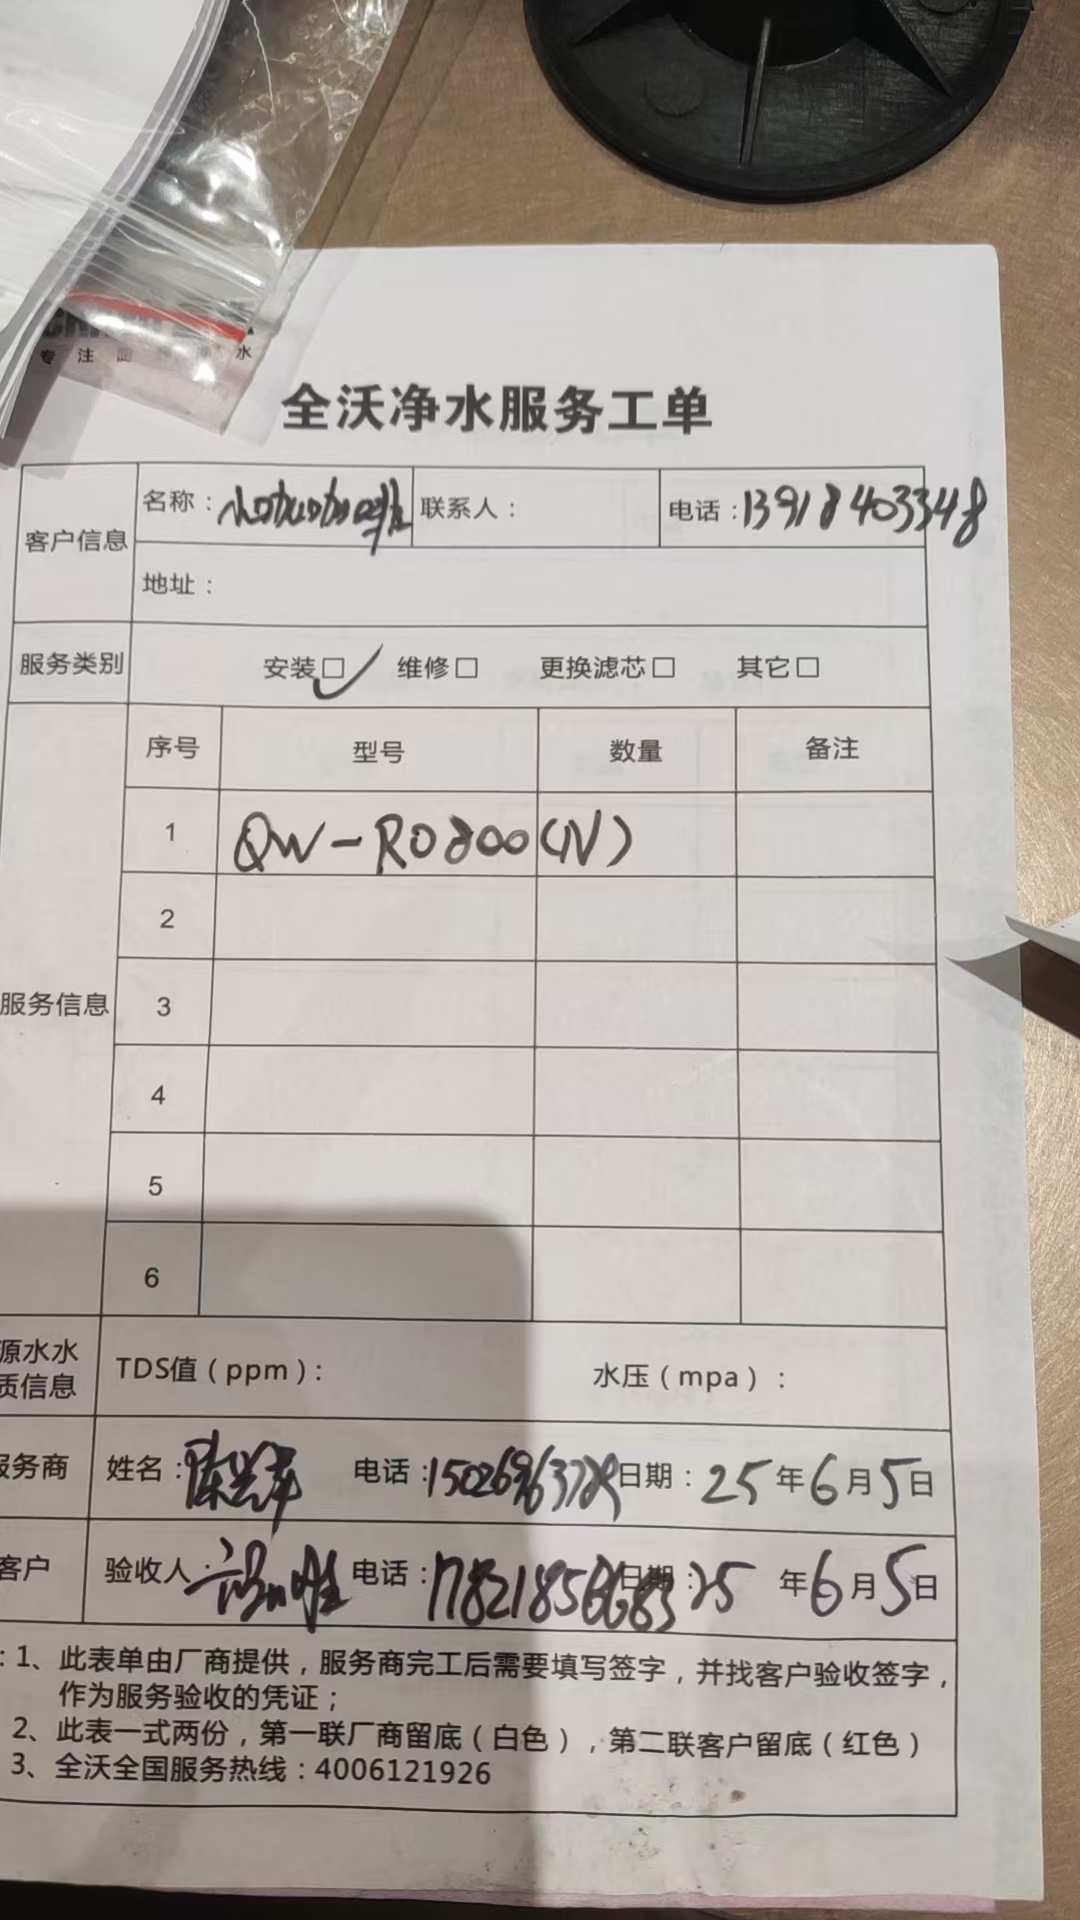 专注 水
全沃净水服务工单
客户信息 名称： 联系人： 电话：13918403348
地址：
服务类别 安装□✓ 维修□ 更换滤芯□ 其它□
序号 型号 数量 备注
1 QW-RO800(IV)
2
服务信息 3
4
5
6
源水水质信息 TDS值（ppm）： 水压（mpa）：
服务商 姓名： 电话： 日期：25年6月5日
客户 验收人： 电话： 日期：25年6月5日
：1、此表单由厂商提供，服务商完工后需要填写签字，并找客户验收签字，
作为服务验收的凭证；
2、此表一式两份，第一联厂商留底（白色），第二联客户留底（红色）
3、全沃全国服务热线：4006121926